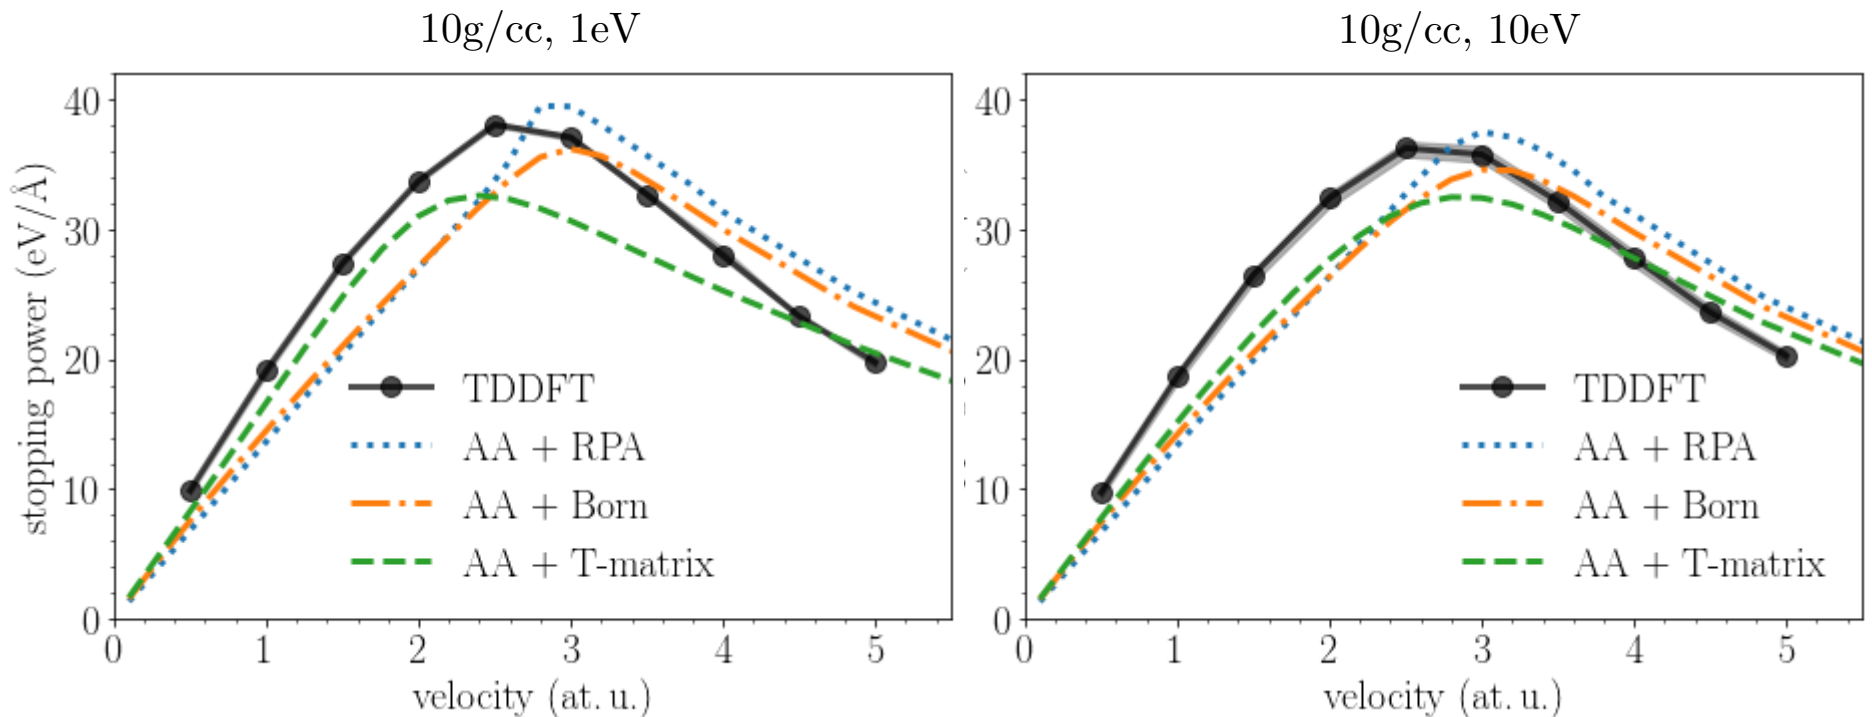 10g/cc, 1eV
10g/cc, 10eV
stopping power (eV/Å)
40
30
20
10
0
0 1 2 3 4 5
velocity (at. u.)
TDDFT
AA + RPA
AA + Born
AA + T-matrix
40
30
20
10
0
0 1 2 3 4 5
velocity (at. u.)
TDDFT
AA + RPA
AA + Born
AA + T-matrix